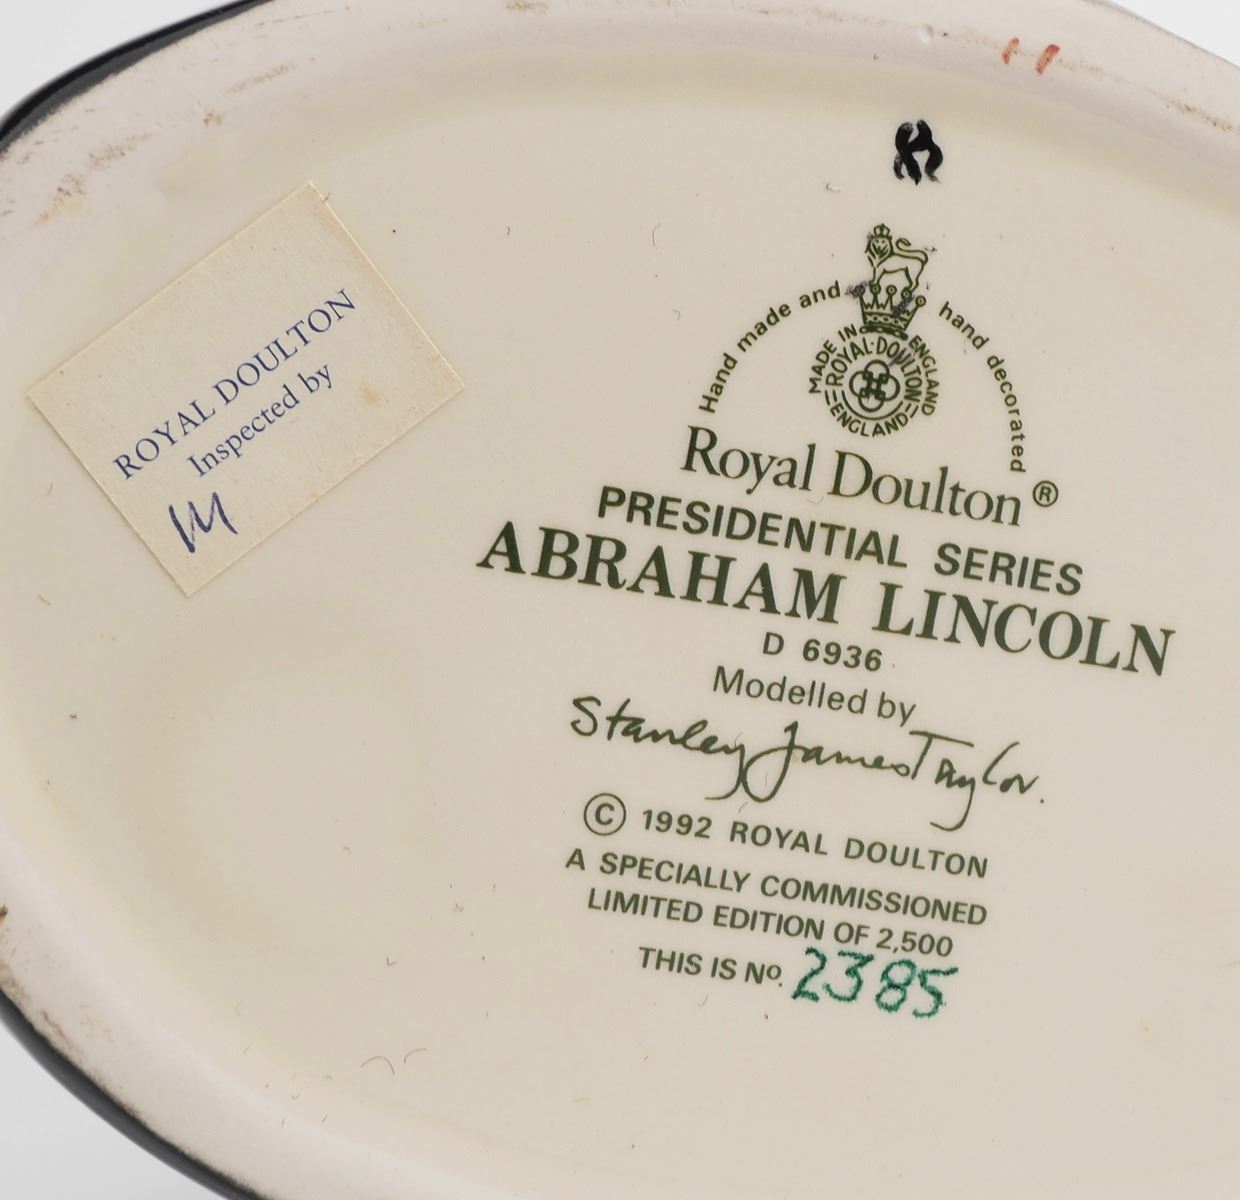 ROYAL DOULTON
Inspected by
M
Hand made and hand decorated
MADE IN ENGLAND
ROYAL·DOULTON
ENGLAND
Royal Doulton ®
PRESIDENTIAL SERIES
ABRAHAM LINCOLN
D 6936
Modelled by
Stanley James Taylor.
© 1992 ROYAL DOULTON
A SPECIALLY COMMISSIONED
LIMITED EDITION OF 2,500
THIS IS Nº. 2385